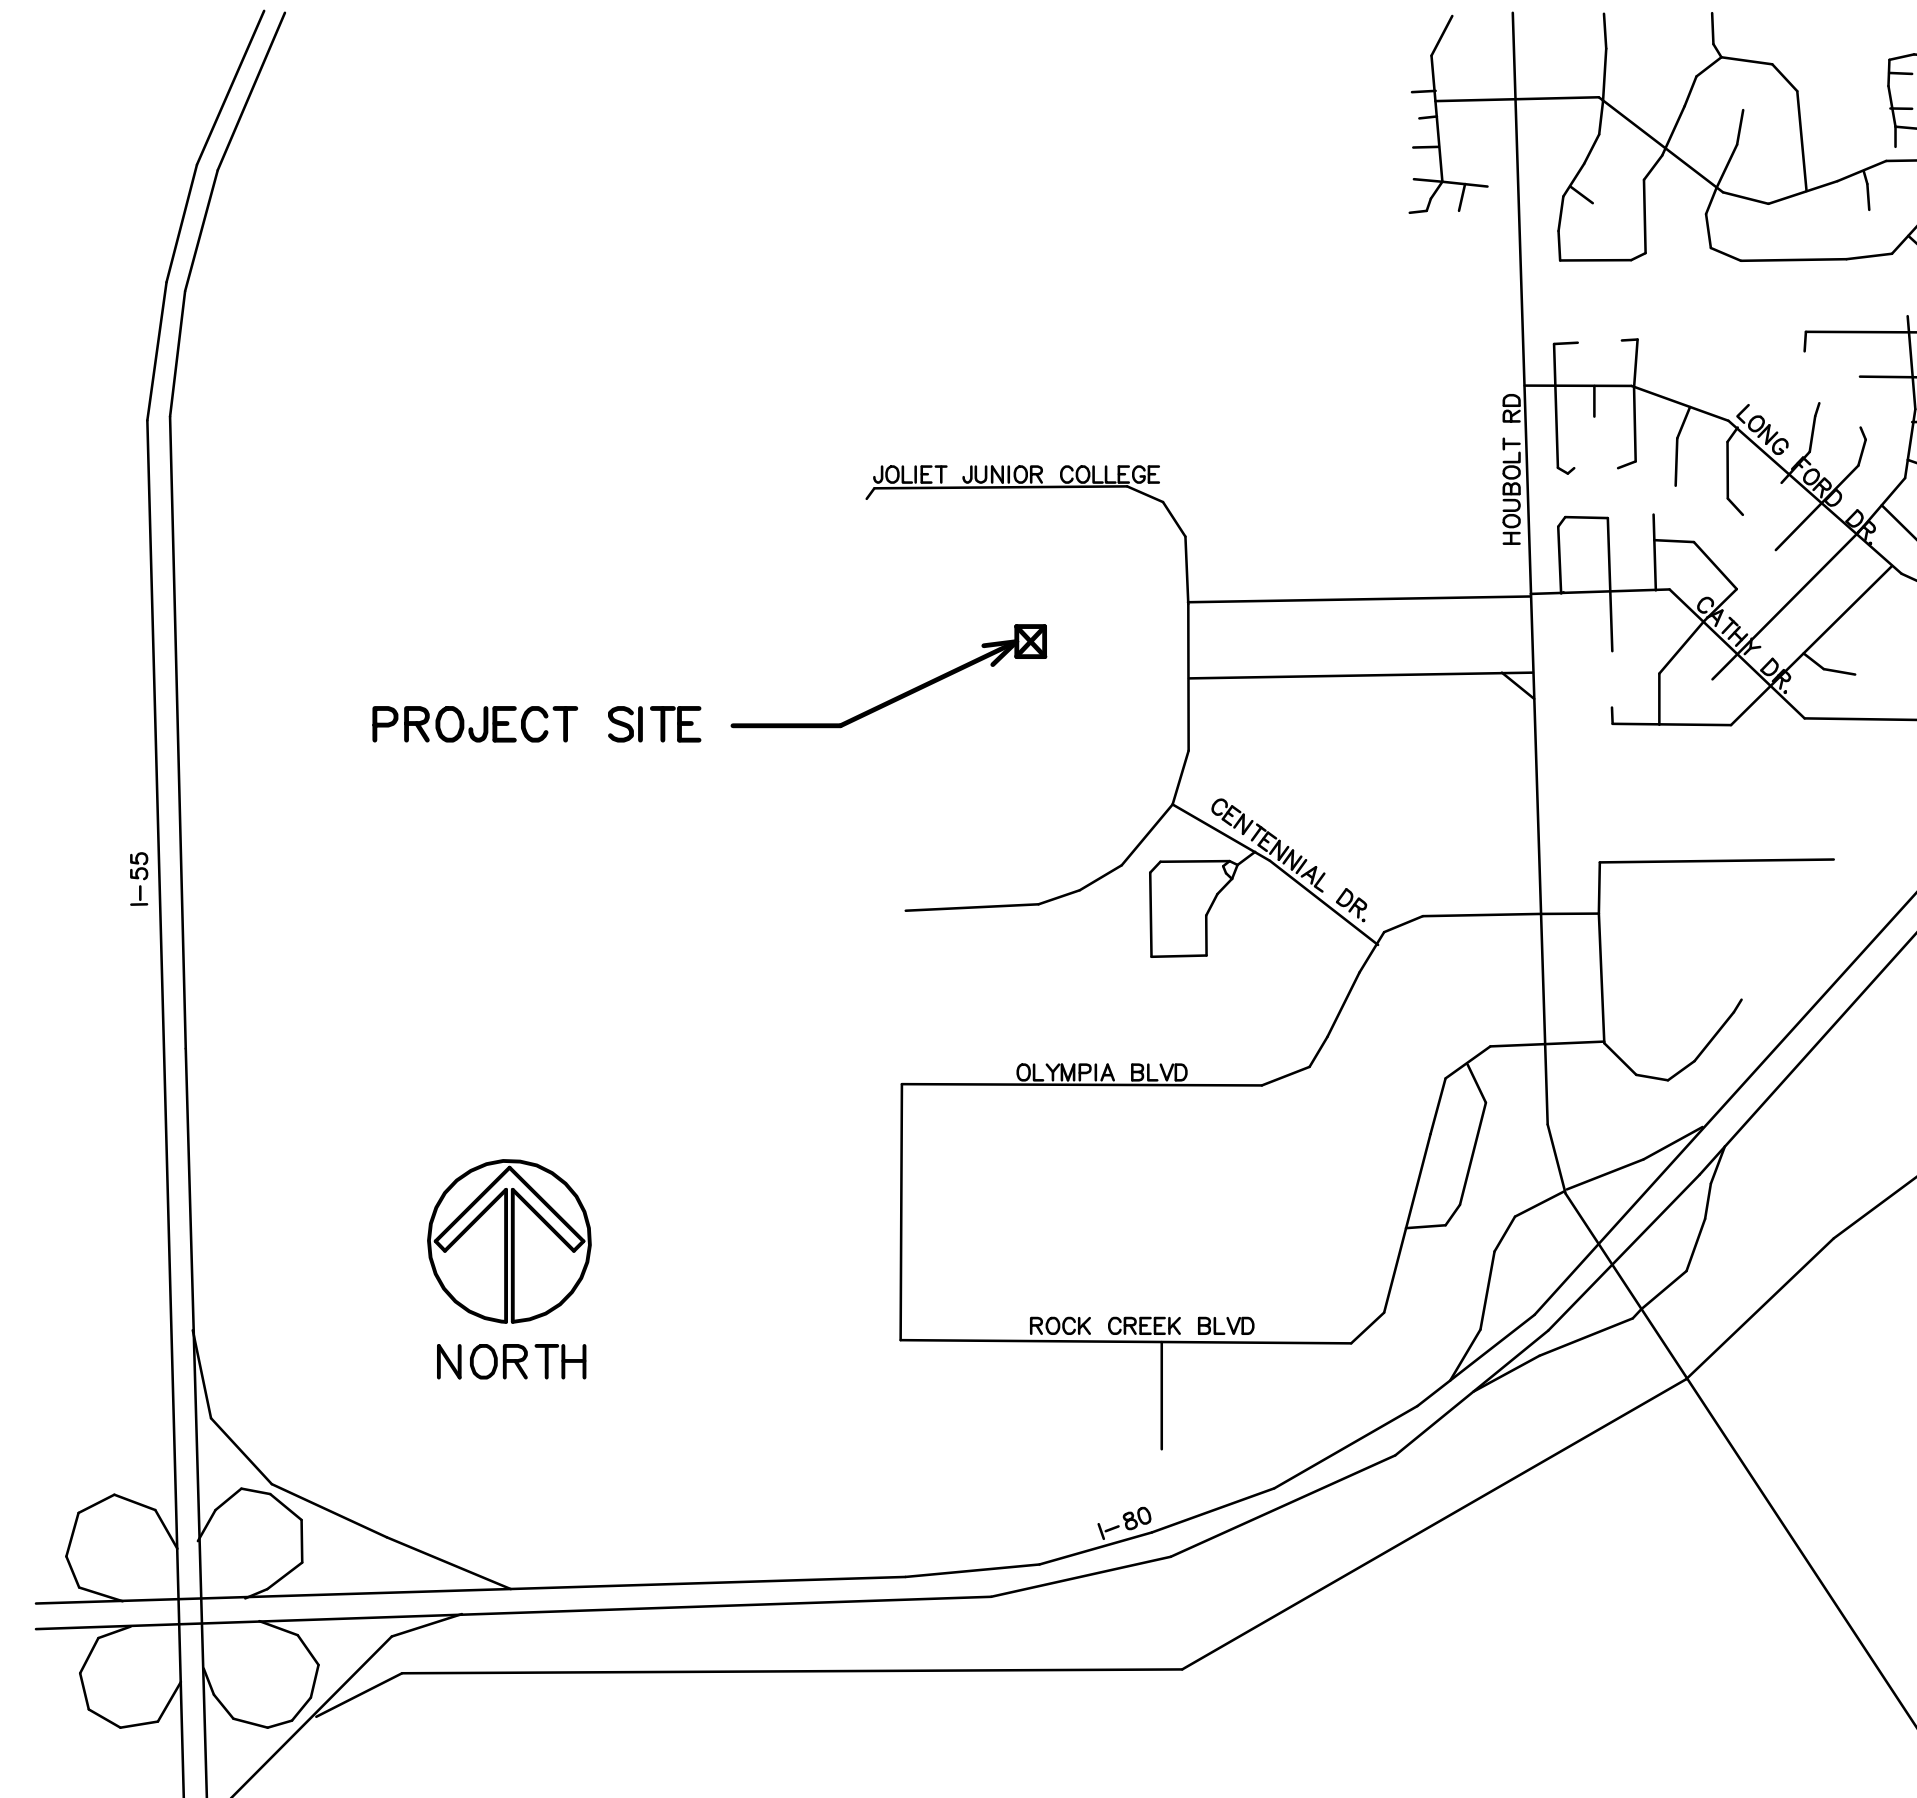 HOUBOLT RD
LONG FORD DR.
JOLIET JUNIOR COLLEGE
CATHY DR.
PROJECT SITE
CENTENNIAL DR.
I-55
OLYMPIA BLVD
ROCK CREEK BLVD
NORTH
I-80